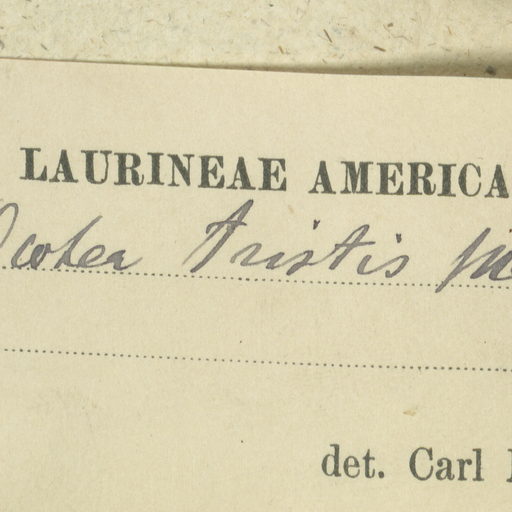 LAURINEAE AMERICA
Ocotea tristis
det. Carl